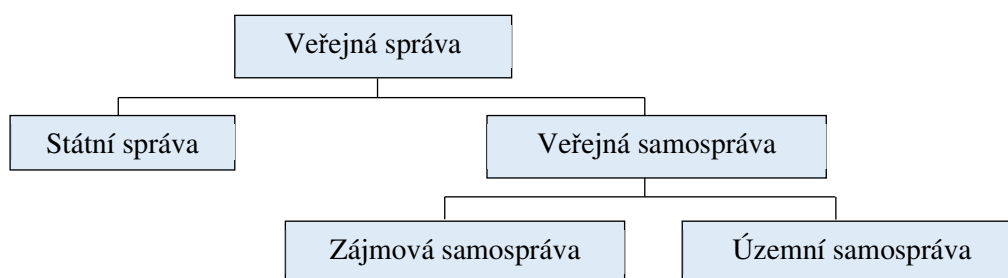 Veřejná správa
Státní správa
Veřejná samospráva
Zájmová samospráva
Územní samospráva